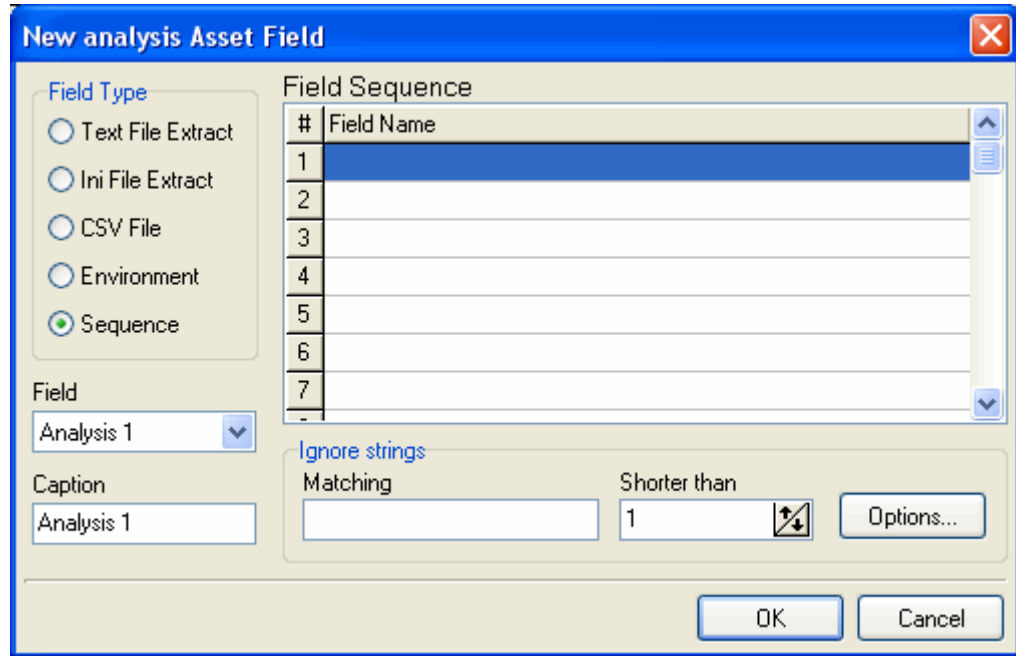 New analysis Asset Field
Field Type
Text File Extract
Ini File Extract
CSV File
Environment
Sequence
Field
Analysis 1
Caption
Analysis 1
Field Sequence
# Field Name
1
2
3
4
5
6
7
Ignore strings
Matching
Shorter than
1
Options...
OK Cancel